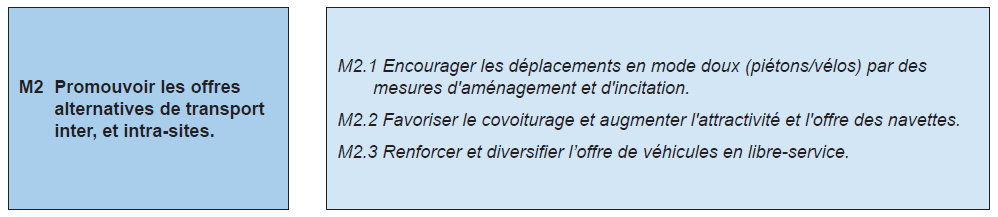 M2 Promouvoir les offres
alternatives de transport
inter, et intra-sites.
M2.1 Encourager les déplacements en mode doux (piétons/vélos) par des
mesures d'aménagement et d'incitation.
M2.2 Favoriser le covoiturage et augmenter l'attractivité et l'offre des navettes.
M2.3 Renforcer et diversifier l’offre de véhicules en libre-service.